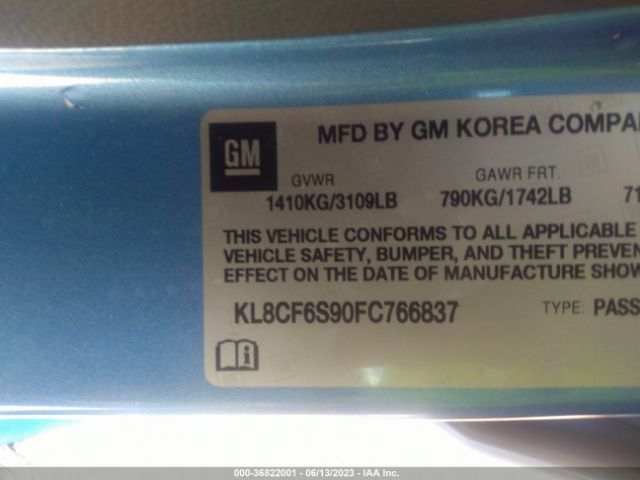 GM
MFD BY GM KOREA COMPA
GVWR GAWR FRT.
1410KG/3109LB 790KG/1742LB 71
THIS VEHICLE CONFORMS TO ALL APPLICABLE
VEHICLE SAFETY, BUMPER, AND THEFT PREVEN
EFFECT ON THE DATE OF MANUFACTURE SHOW
KL8CF6S90FC766837 TYPE: PASS
000-36822001 - 06/13/2023 - IAA Inc.